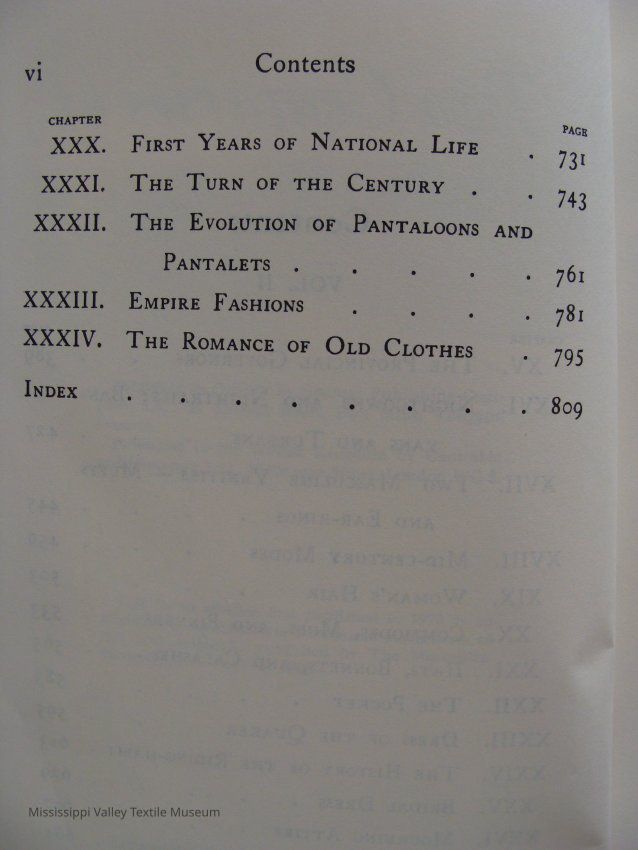 vi
Contents
CHAPTER
PAGE
XXX. FIRST YEARS OF NATIONAL LIFE . 731
XXXI. THE TURN OF THE CENTURY . . 743
XXXII. THE EVOLUTION OF PANTALOONS AND
PANTALETS . . . . . 761
XXXIII. EMPIRE FASHIONS . . . . 781
XXXIV. THE ROMANCE OF OLD CLOTHES . 795
INDEX . . . . . . . . 809
Mississippi Valley Textile Museum